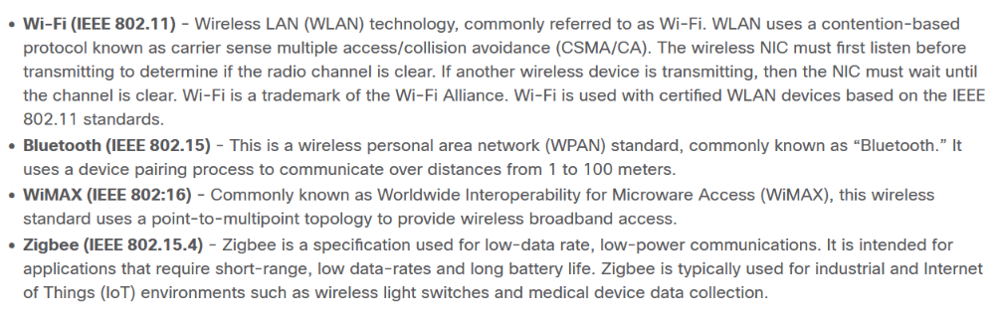 • Wi-Fi (IEEE 802.11) - Wireless LAN (WLAN) technology, commonly referred to as Wi-Fi. WLAN uses a contention-based
protocol known as carrier sense multiple access/collision avoidance (CSMA/CA). The wireless NIC must first listen before
transmitting to determine if the radio channel is clear. If another wireless device is transmitting, then the NIC must wait until
the channel is clear. Wi-Fi is a trademark of the Wi-Fi Alliance. Wi-Fi is used with certified WLAN devices based on the IEEE
802.11 standards.
• Bluetooth (IEEE 802.15) - This is a wireless personal area network (WPAN) standard, commonly known as “Bluetooth.” It
uses a device pairing process to communicate over distances from 1 to 100 meters.
• WiMAX (IEEE 802:16) - Commonly known as Worldwide Interoperability for Microware Access (WiMAX), this wireless
standard uses a point-to-multipoint topology to provide wireless broadband access.
• Zigbee (IEEE 802.15.4) - Zigbee is a specification used for low-data rate, low-power communications. It is intended for
applications that require short-range, low data-rates and long battery life. Zigbee is typically used for industrial and Internet
of Things (IoT) environments such as wireless light switches and medical device data collection.